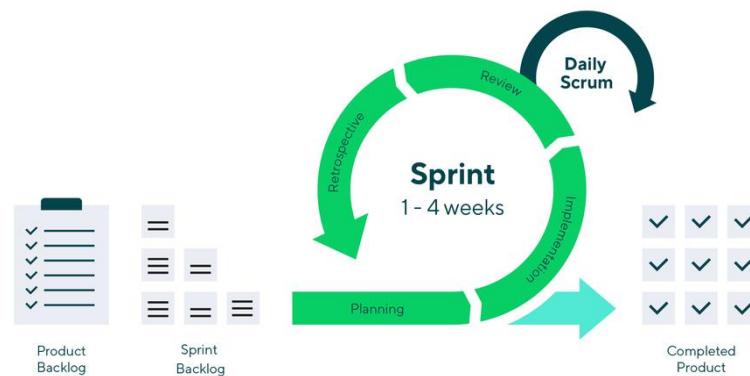 Daily
Scrum
Review
Retrospective
Sprint
1 - 4 weeks
Implementation
Planning
Product
Backlog
Sprint
Backlog
Completed
Product